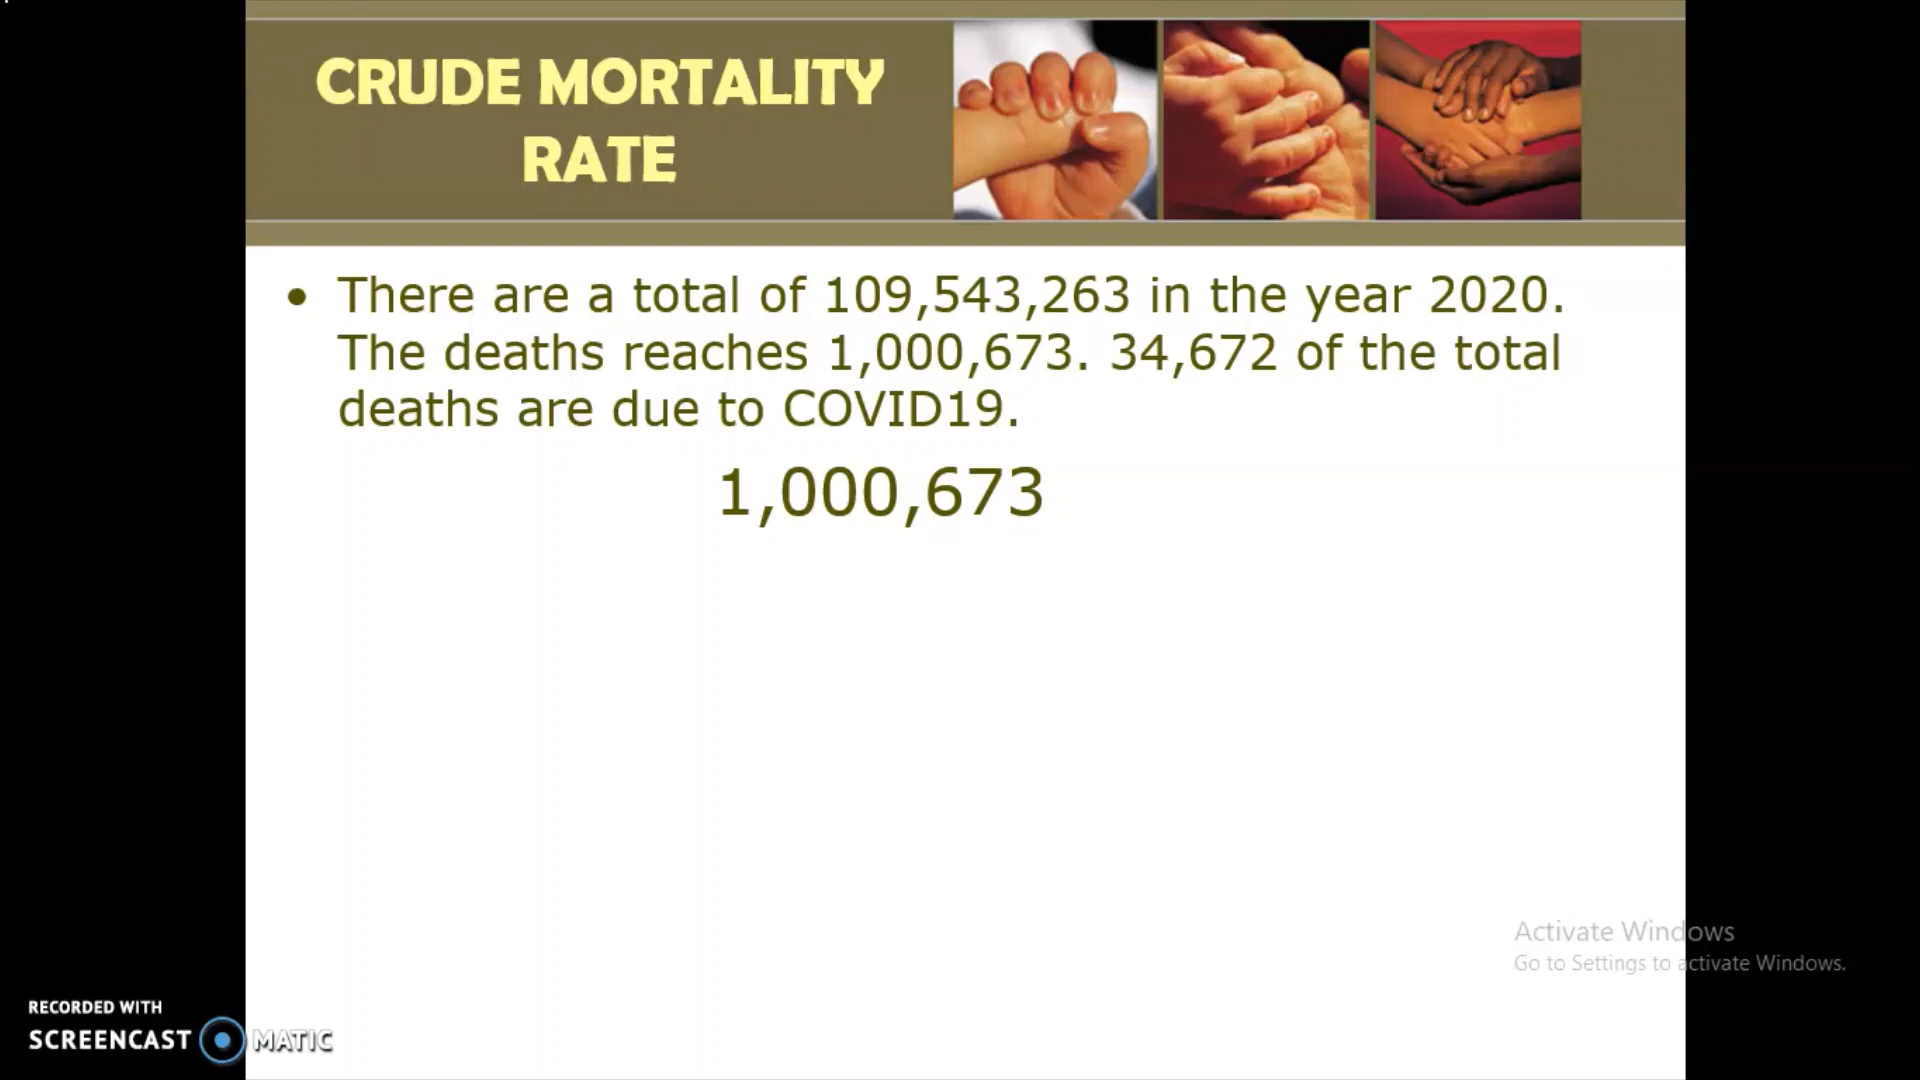 CRUDE MORTALITY
RATE
• There are a total of 109,543,263 in the year 2020.
The deaths reaches 1,000,673. 34,672 of the total
deaths are due to COVID19.
1,000,673
Activate Windows
Go to Settings to activate Windows.
RECORDED WITH
SCREENCAST MATIC